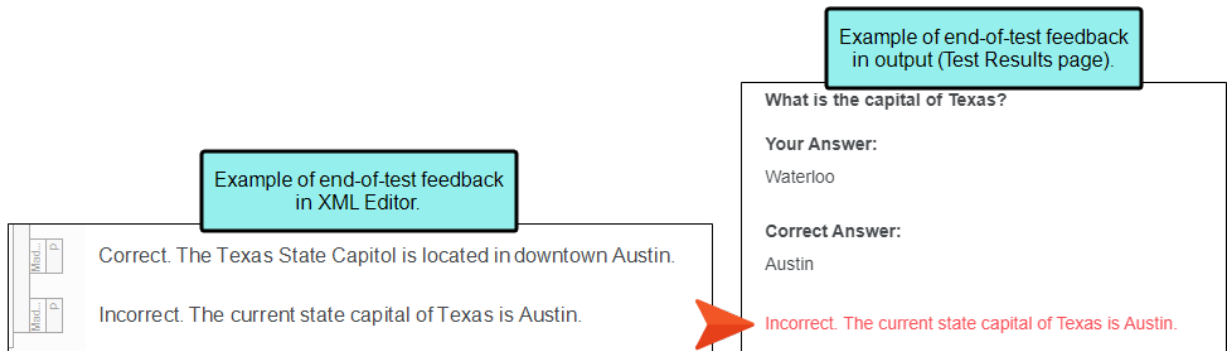 Example of end-of-test feedback
in XML Editor.
Mad...
p
Correct. The Texas State Capitol is located in downtown Austin.
Mad...
p
Incorrect. The current state capital of Texas is Austin.
Example of end-of-test feedback
in output (Test Results page).
What is the capital of Texas?
Your Answer:
Waterloo
Correct Answer:
Austin
Incorrect. The current state capital of Texas is Austin.